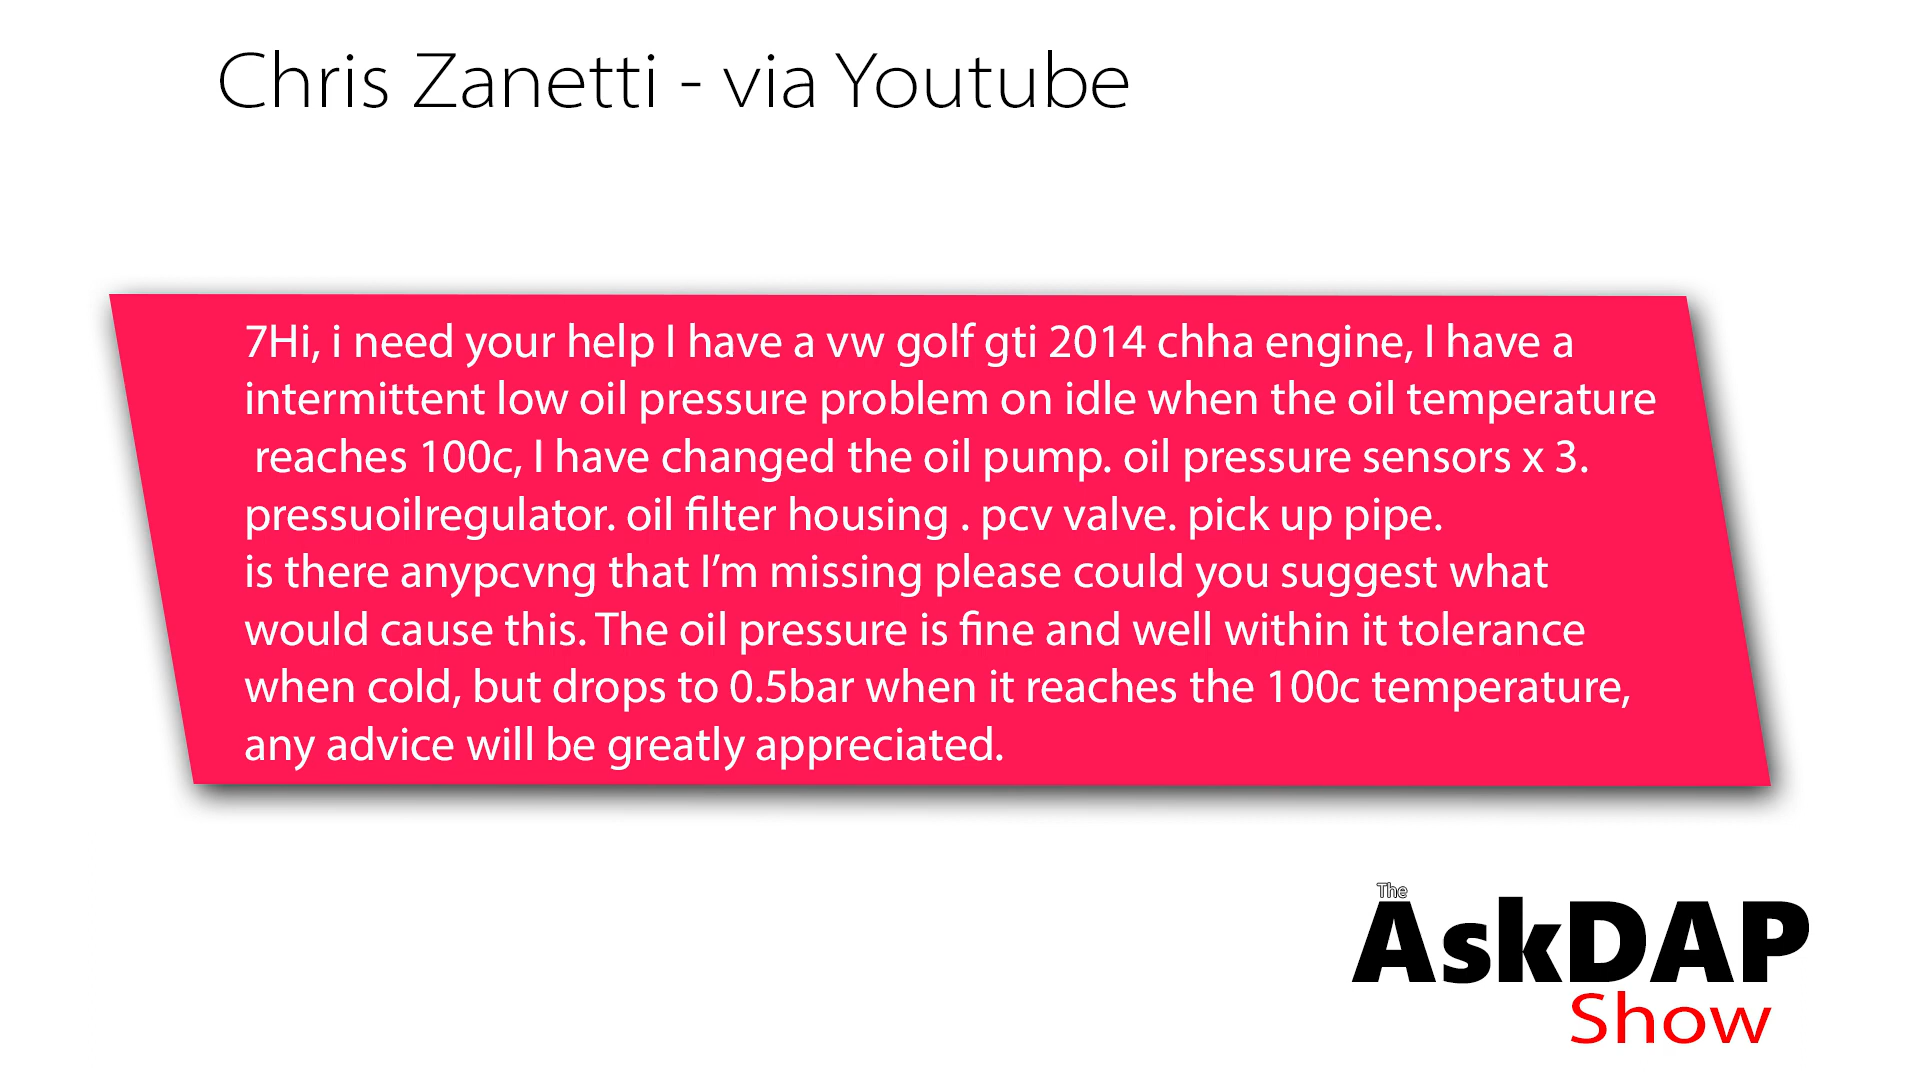 Chris Zanetti - via Youtube
7Hi, i need your help I have a vw golf gti 2014 chha engine, I have a
intermittent low oil pressure problem on idle when the oil temperature
reaches 100c, I have changed the oil pump. oil pressure sensors x 3.
pressuoilregulator. oil filter housing . pcv valve. pick up pipe.
is there anypcvng that I’m missing please could you suggest what
would cause this. The oil pressure is fine and well within it tolerance
when cold, but drops to 0.5bar when it reaches the 100c temperature,
any advice will be greatly appreciated.
The
AskDAP
Show